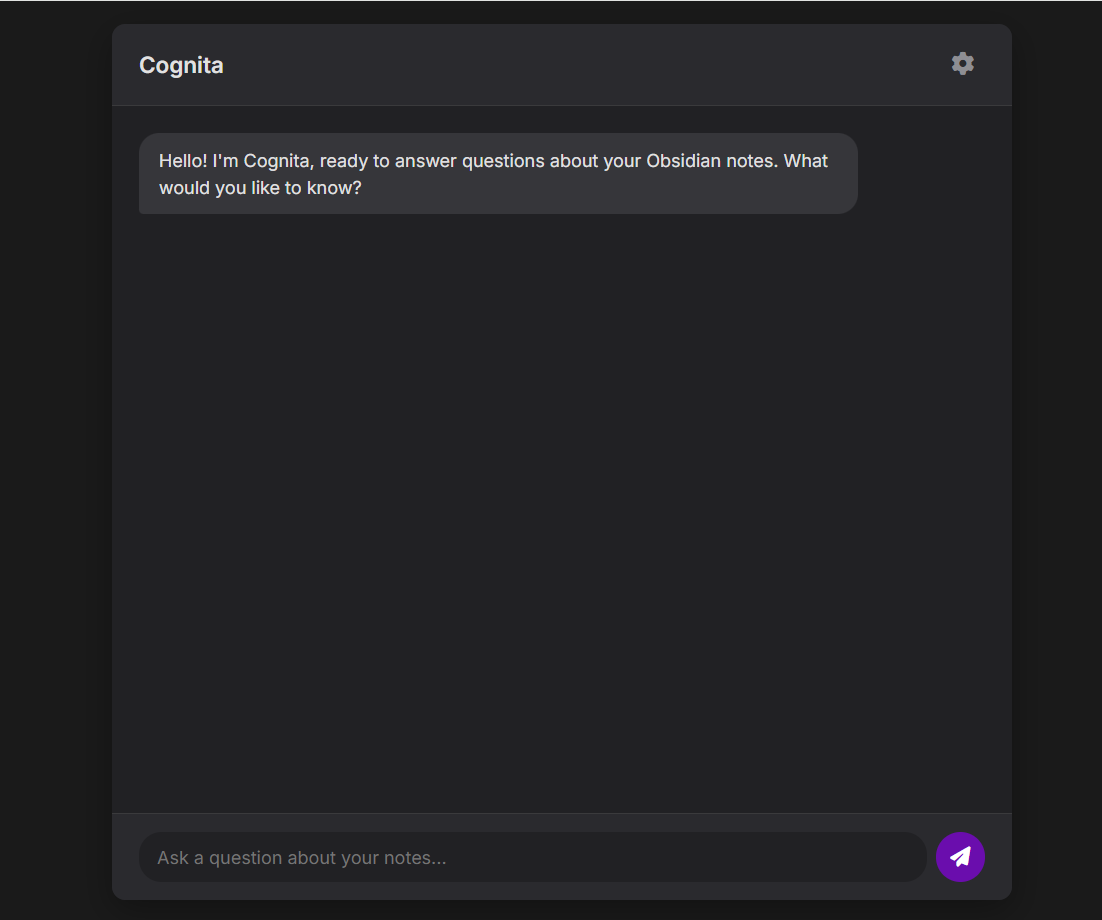 Cognita
Hello! I'm Cognita, ready to answer questions about your Obsidian notes. What
would you like to know?
Ask a question about your notes...